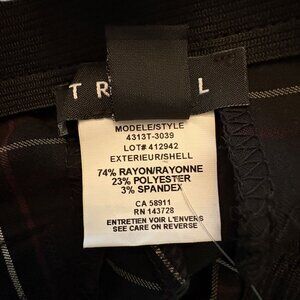 TR L
MODELE/STYLE
4313T-3039
LOT# 412942
EXTERIEUR/SHELL
74% RAYON/RAYONNE
23% POLYESTER
3% SPANDEX
CA 58911
RN 143728
ENTRETIEN VOIR L'ENVERS
SEE CARE ON REVERSE